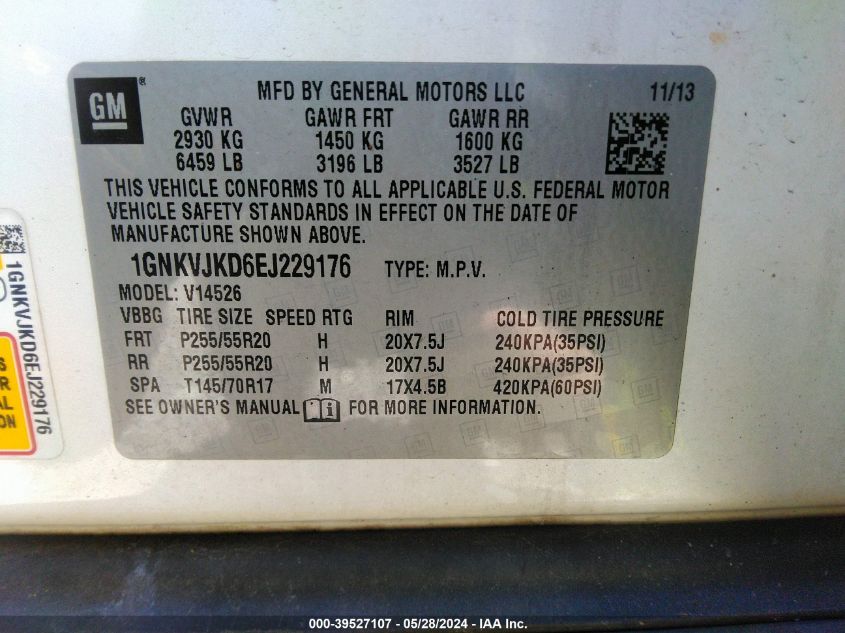 GM ®
MFD BY GENERAL MOTORS LLC 11/13
GVWR GAWR FRT GAWR RR
2930 KG 1450 KG 1600 KG
6459 LB 3196 LB 3527 LB
THIS VEHICLE CONFORMS TO ALL APPLICABLE U.S. FEDERAL MOTOR
VEHICLE SAFETY STANDARDS IN EFFECT ON THE DATE OF
MANUFACTURE SHOWN ABOVE.
1GNKVJKD6EJ229176 TYPE: M.P.V.
MODEL: V14526
VBBG TIRE SIZE SPEED RTG RIM COLD TIRE PRESSURE
FRT P255/55R20 H 20X7.5J 240KPA(35PSI)
RR P255/55R20 H 20X7.5J 240KPA(35PSI)
SPA T145/70R17 M 17X4.5B 420KPA(60PSI)
SEE OWNER'S MANUAL i FOR MORE INFORMATION.
1GNKVJKD6EJ229176
000-39527107 - 05/28/2024 - IAA Inc.